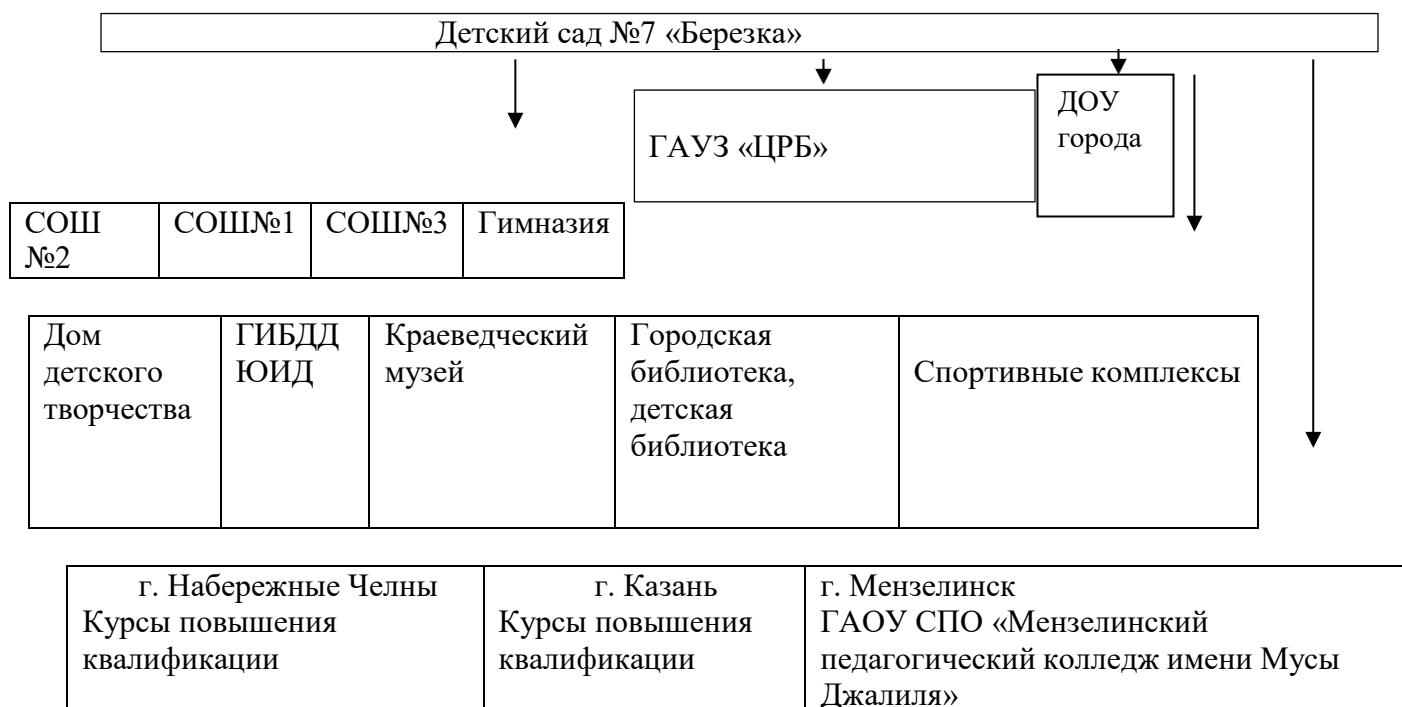 Детский сад №7 «Березка»
ГАУЗ «ЦРБ»
ДОУ
города
СОШ
№2
СОШ№1
СОШ№3
Гимназия
Дом
детского
творчества
ГИБДД
ЮИД
Краеведческий
музей
Городская
библиотека,
детская
библиотека
Спортивные комплексы
г. Набережные Челны
Курсы повышения
квалификации
г. Казань
Курсы повышения
квалификации
г. Мензелинск
ГАОУ СПО «Мензелинский
педагогический колледж имени Мусы
Джалиля»